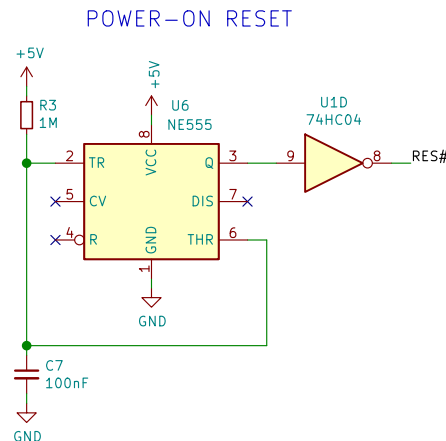 POWER-ON RESET
+5V
R3
1M
+5V
U6
NE555
U1D
74HC04
2 TR
VCC 8
Q 3
9
8
RES#
5 CV
DIS 7
4 R
GND 1
THR 6
GND
C7
100nF
GND